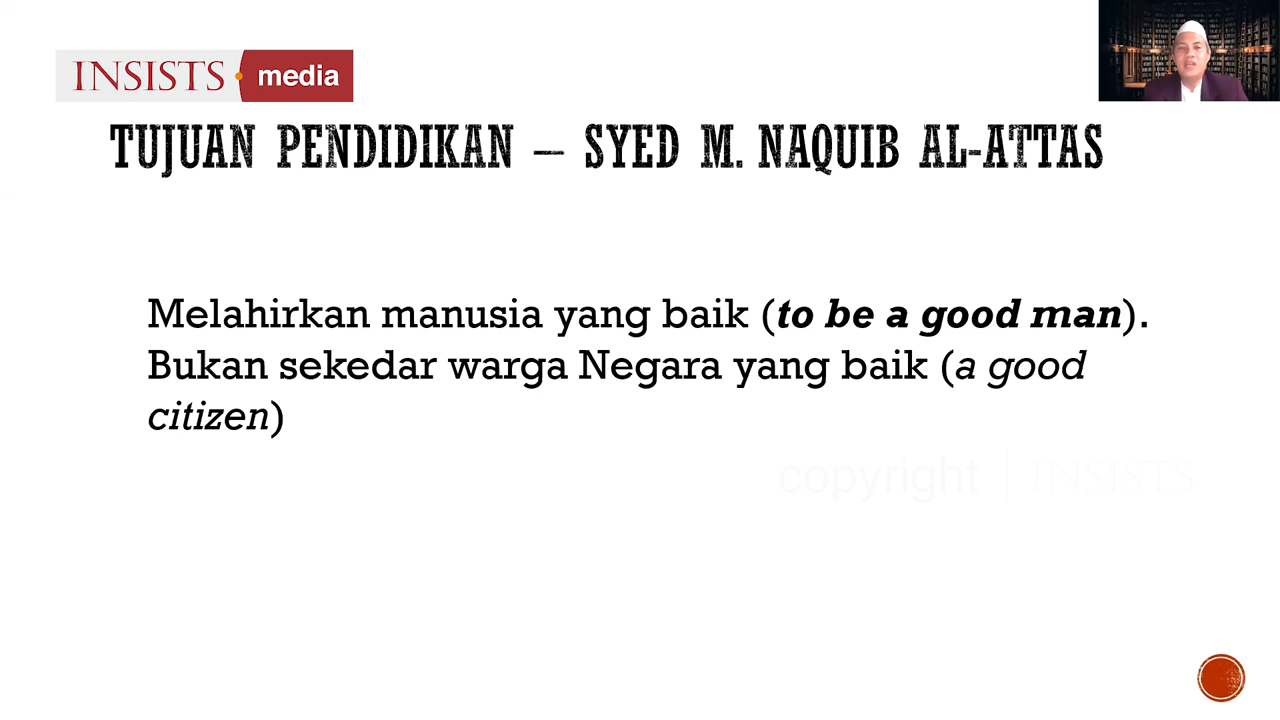 INSISTS media
TUJUAN PENDIDIKAN – SYED M. NAQUIB AL-ATTAS
Melahirkan manusia yang baik (to be a good man).
Bukan sekedar warga Negara yang baik (a good
citizen)
copyright | INSISTS